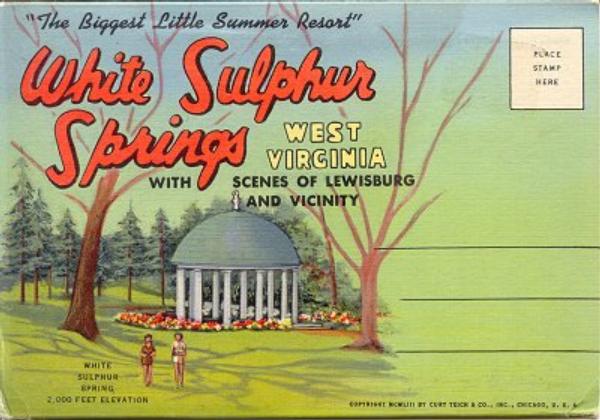 "The Biggest Little Summer Resort"
White Sulphur
Springs
WEST
VIRGINIA
WITH SCENES OF LEWISBURG
AND VICINITY
PLACE
STAMP
HERE
WHITE
SULPHUR
SPRING
2,000 FEET ELEVATION
COPYRIGHT MCMLIII BY CURT TEICH & CO., INC., CHICAGO, U. S. A.